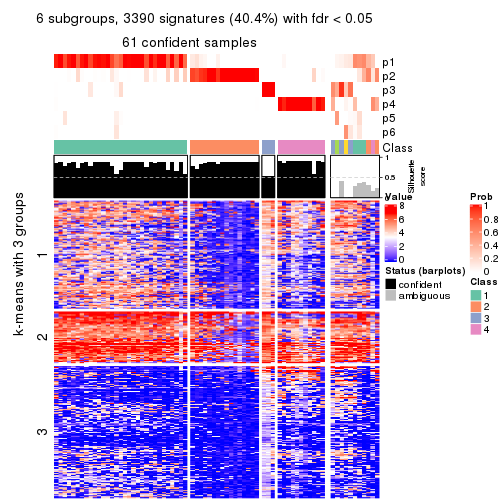 6 subgroups, 3390 signatures (40.4%) with fdr < 0.05
61 confident samples
p1
p2
p3
p4
p5
p6
Class
1
0.5
0
Silhouette
score
k-means with 3 groups
1
2
3
Value
8
6
4
2
0
Status (barplots)
confident
ambiguous
Prob
1
0.8
0.6
0.4
0.2
0
Class
1
2
3
4